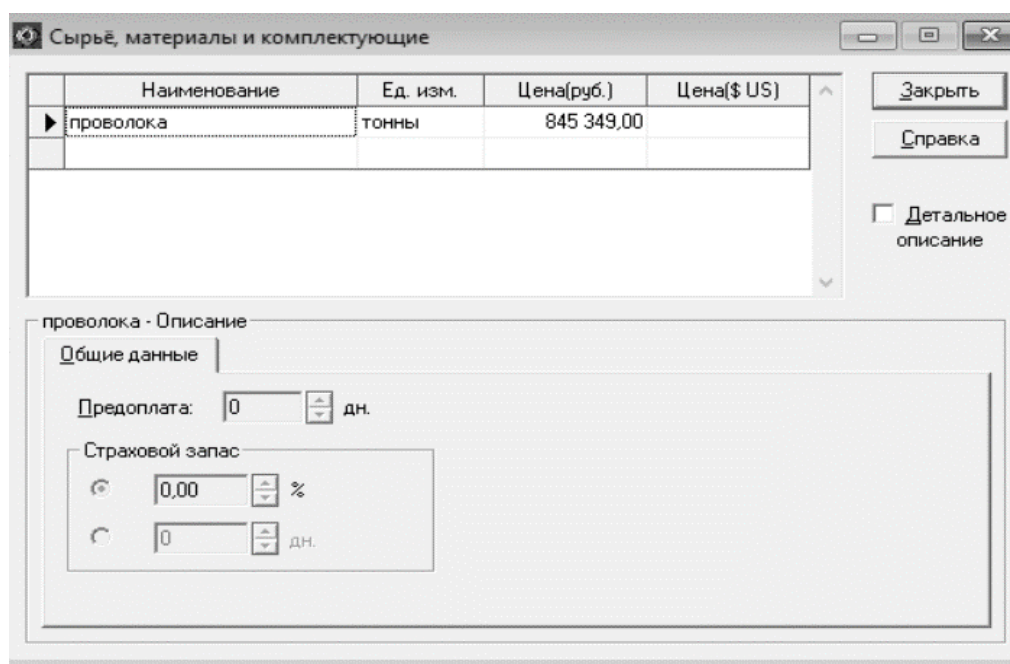 Сырьё, материалы и комплектующие
Наименование Ед. изм. Цена(руб.) Цена($ US)
проволока тонны 845 349,00
Закрыть
Справка
Детальное
описание
проволока - Описание
Общие данные
Предоплата: 0 дн.
Страховой запас
0,00 %
0 дн.